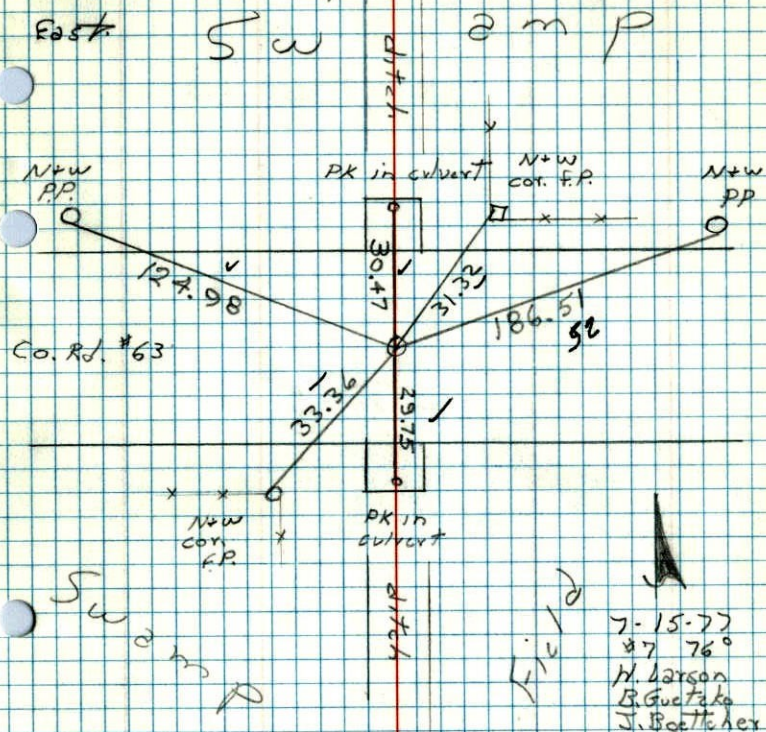 East.
Swamp
ditch
N+W
P.P.
PK in culvert
N+W
cor. F.P.
N+W
PP
124.98
30.47
31.32
186.51
52
Co. Rd. #63
33.36
29.75
N+W
cor.
F.P.
PK in
culvert
Swamp
ditch
Field
7-15-77
#7 76°
W. Larson
B. Guetzko
J. Boettcher